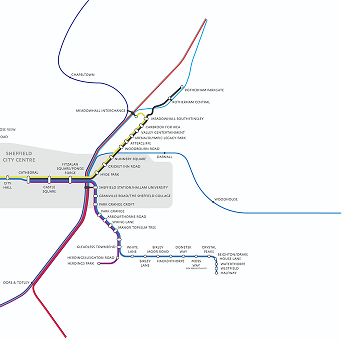 CHAPELTOWN
ROTHERHAM PARKGATE
ROTHERHAM CENTRAL
MEADOWHALL INTERCHANGE
MEADOWHALL SOUTH/TINSLEY
CARBROOK FOR IKEA
VALLEY CENTERTAINMENT
ARENA/OLYMPIC LEGACY PARK
ATTERCLIFFE
WOODBOURN ROAD
DARNALL
NUNNERY SQUARE
CRICKET INN ROAD
HYDE PARK
SHEFFIELD
CITY CENTRE
CITY
HALL
CATHEDRAL
CASTLE
SQUARE
FITZALAN
SQUARE/PONDS
FORGE
SHEFFIELD STATION/HALLAM UNIVERSITY
GRANVILLE ROAD/THE SHEFFIELD COLLEGE
PARK GRANGE CROFT
PARK GRANGE
ARBOURTHORNE ROAD
SPRING LANE
MANOR TOP/ELM TREE
WOODHOUSE
GLEADLESS TOWNEND
HERDINGS/LEIGHTON ROAD
HERDINGS PARK
WHITE
LANE
BIRLEY
LANE
BIRLEY
MOOR ROAD
HACKENTHORPE
DONETSK
WAY
MOSS
WAY
CRYSTAL
PEAKS
BEIGHTON/DRAKE
HOUSE LANE
WATERTHORPE
WESTFIELD
HALFWAY
DORE & TOTLEY